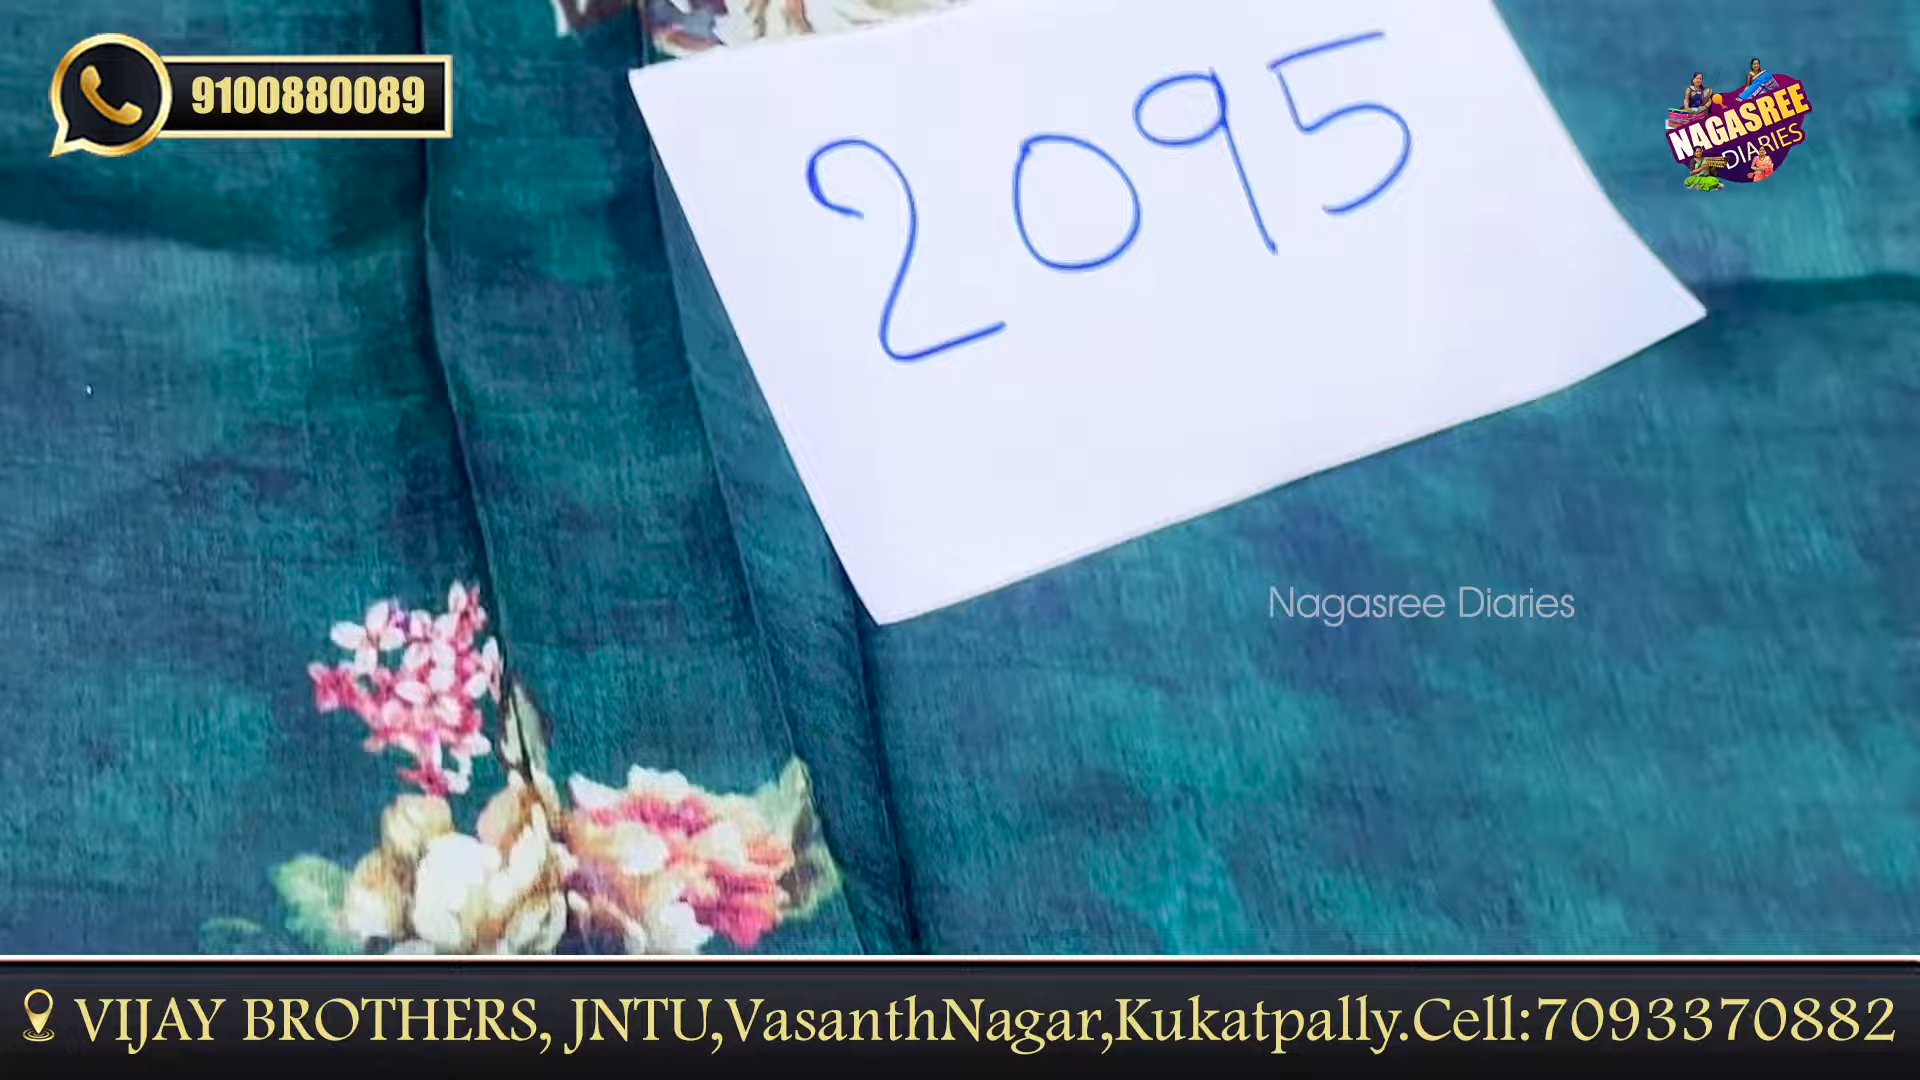 9100880089
2095
NAGASREE
DIARIES
Nagasree Diaries
VIJAY BROTHERS, JNTU,VasanthNagar,Kukatpally.Cell:7093370882